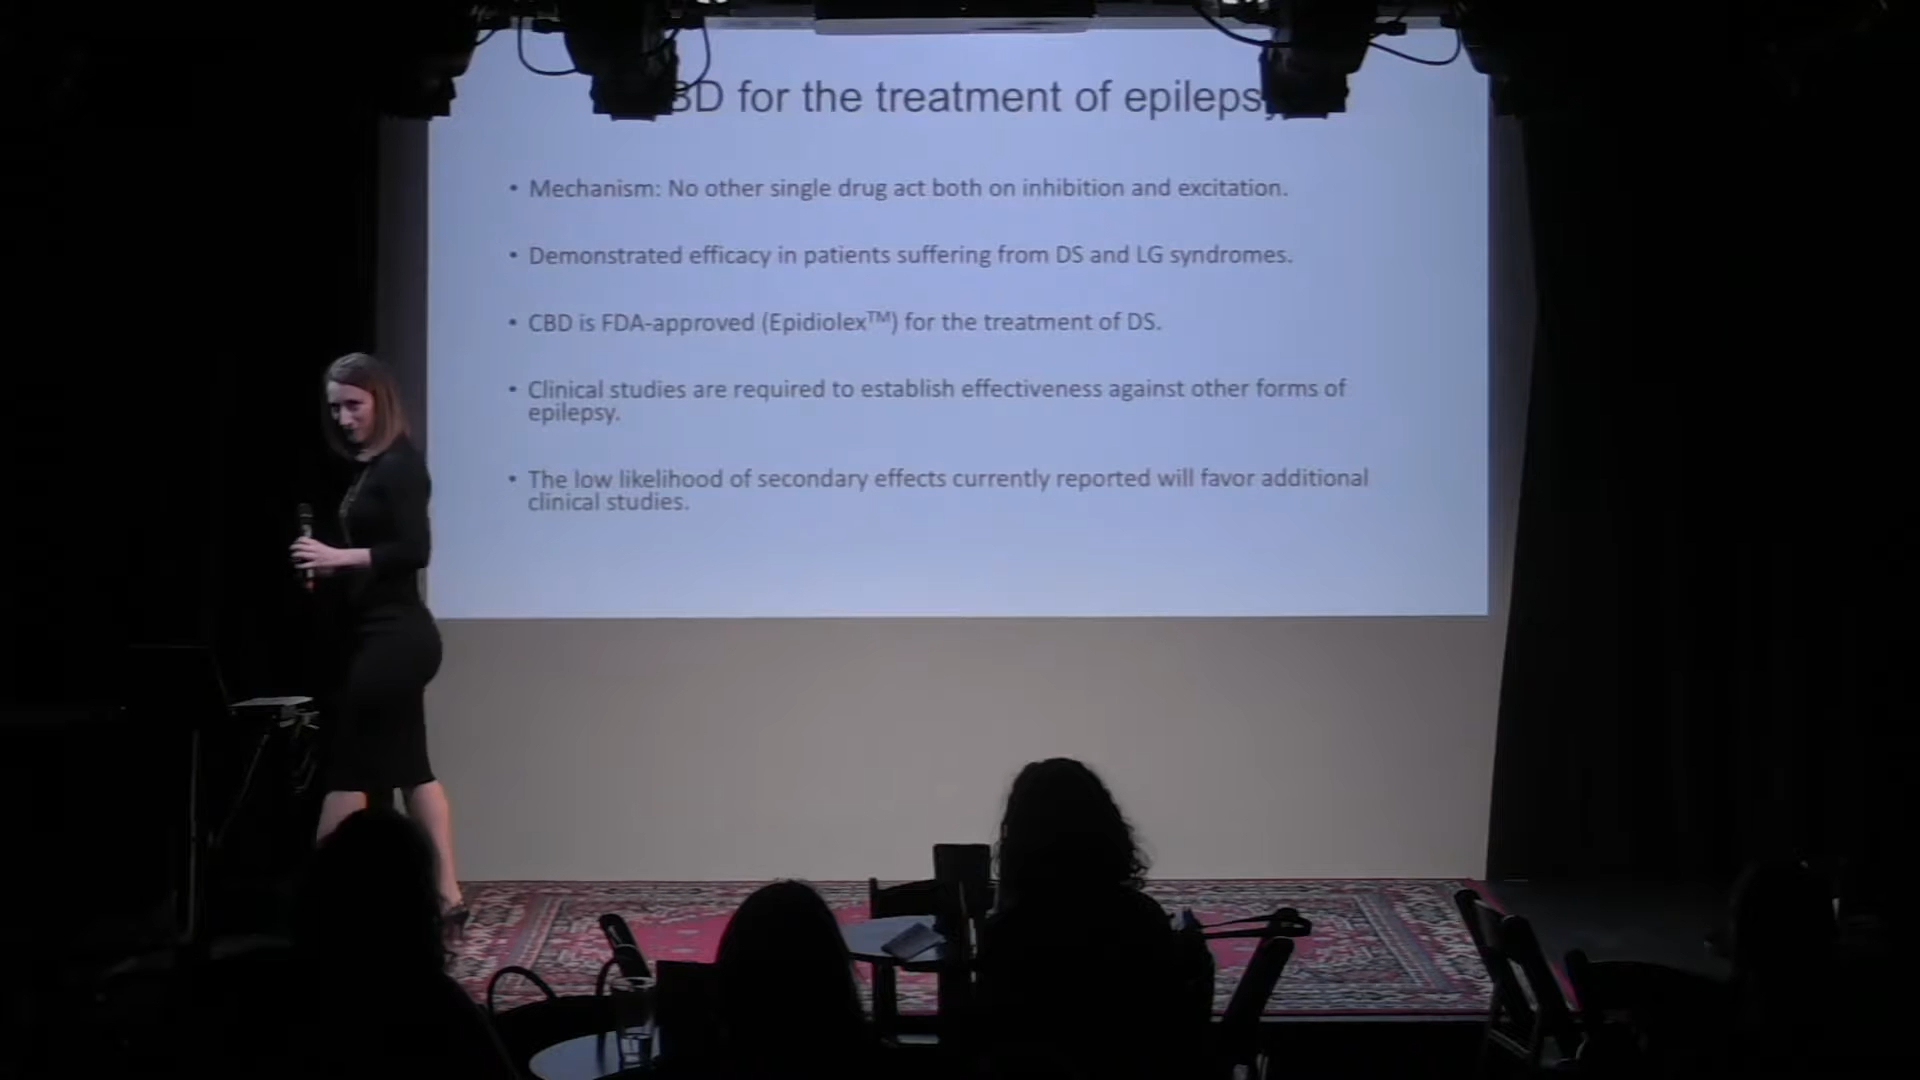 BD for the treatment of epileps
• Mechanism: No other single drug act both on inhibition and excitation.
• Demonstrated efficacy in patients suffering from DS and LG syndromes.
• CBD is FDA-approved (Epidiolex™) for the treatment of DS.
• Clinical studies are required to establish effectiveness against other forms of
epilepsy.
• The low likelihood of secondary effects currently reported will favor additional
clinical studies.